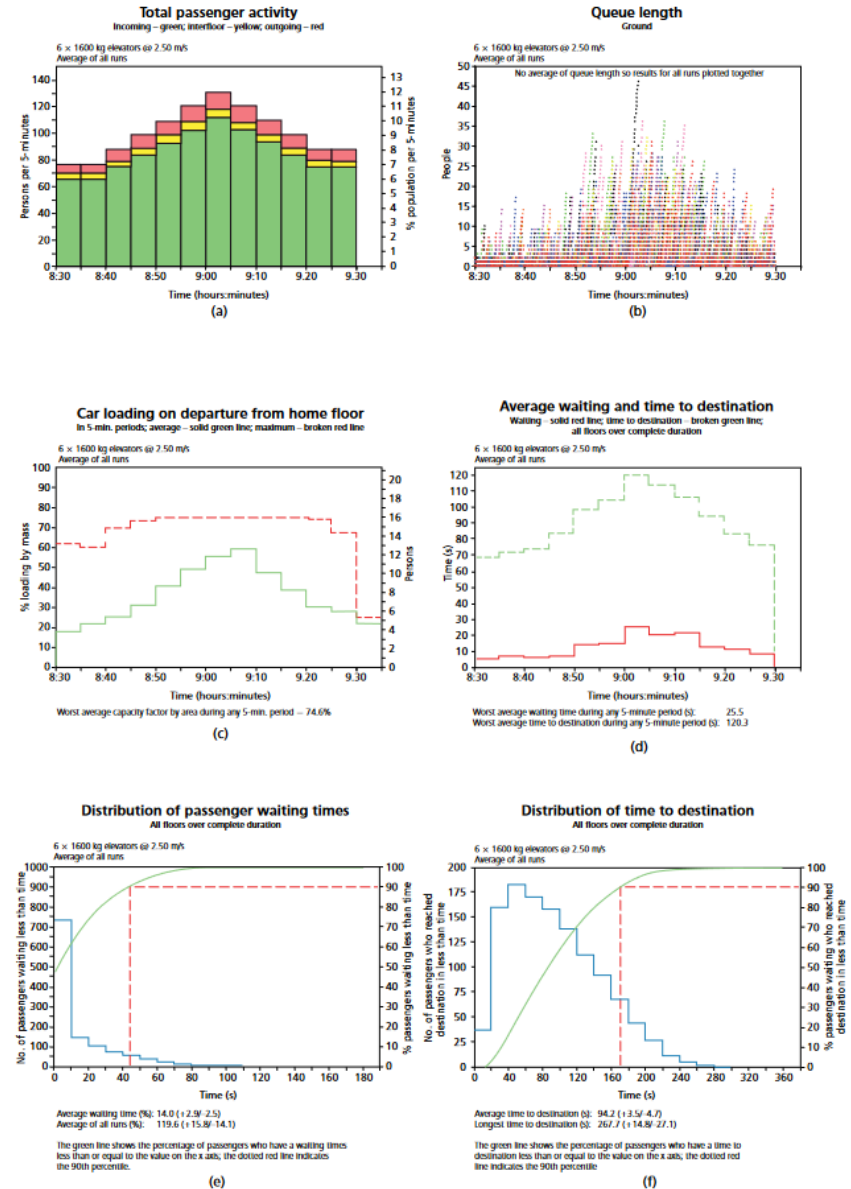 Total passenger activity
Incoming – green; interfloor – yellow; outgoing – red
6 × 1600 kg elevators @ 2.50 m/s
Average of all runs
Persons per 5-minutes
140
120
100
80
60
40
20
0
13
12
11
10
9
8
7
6
5
4
3
2
1
0
% population per 5-minutes
8:30 8:40 8:50 9:00 9:10 9.20 9.30
Time (hours:minutes)
(a)
Queue length
Ground
6 × 1600 kg elevators @ 2.50 m/s
Average of all runs
No average of queue length so results for all runs plotted together
People
50
45
40
35
30
25
20
15
10
5
0
8:30 8:40 8:50 9:00 9:10 9.20 9.30
Time (hours:minutes)
(b)
Car loading on departure from home floor
In 5-min. periods; average – solid green line; maximum – broken red line
6 × 1600 kg elevators @ 2.50 m/s
Average of all runs
% loading by mass
100
90
80
70
60
50
40
30
20
10
0
20
18
16
14
12
10
8
6
4
2
0
Persons
8:30 8:40 8:50 9:00 9:10 9.20 9.30
Time (hours:minutes)
Worst average capacity factor by area during any 5-min. period – 74.6%
(c)
Average waiting and time to destination
Waiting – solid red line; time to destination – broken green line;
all floors over complete duration
6 × 1600 kg elevators @ 2.50 m/s
Average of all runs
Time (s)
120
110
100
90
80
70
60
50
40
30
20
10
0
8:30 8:40 8:50 9:00 9:10 9.20 9.30
Time (hours:minutes)
Worst average waiting time during any 5-minute period (s): 25.5
Worst average time to destination during any 5-minute period (s): 120.3
(d)
Distribution of passenger waiting times
All floors over complete duration
6 × 1600 kg elevators @ 2.50 m/s
Average of all runs
No. of passengers waiting less than time
1000
900
800
700
600
500
400
300
200
100
0
100
90
80
70
60
50
40
30
20
10
0
% passengers waiting less than time
0 20 40 60 80 100 120 140 160 180
Time (s)
Average waiting time (%): 14.0 (+2.9/-2.5)
Average of all runs (%): 119.6 (+15.8/-14.1)
The green line shows the percentage of passengers who have a waiting times
less than or equal to the value on the x axis; the dotted red line indicates
the 90th percentile.
(e)
Distribution of time to destination
All floors over complete duration
6 × 1600 kg elevators @ 2.50 m/s
Average of all runs
No. of passengers who reached
destination in less than time
200
175
150
125
100
75
50
25
0
100
90
80
70
60
50
40
30
20
10
0
% passengers waiting who reached
destination in less than time
0 40 80 120 160 200 240 280 320 360
Time (s)
Average time to destination (s): 94.2 (+3.5/-4.7)
Longest time to destination (s): 267.7 (+14.8/-27.1)
The green line shows the percentage of passengers who have a time to
destination less than or equal to the value on the x axis; the dotted red
line indicates the 90th percentile
(f)